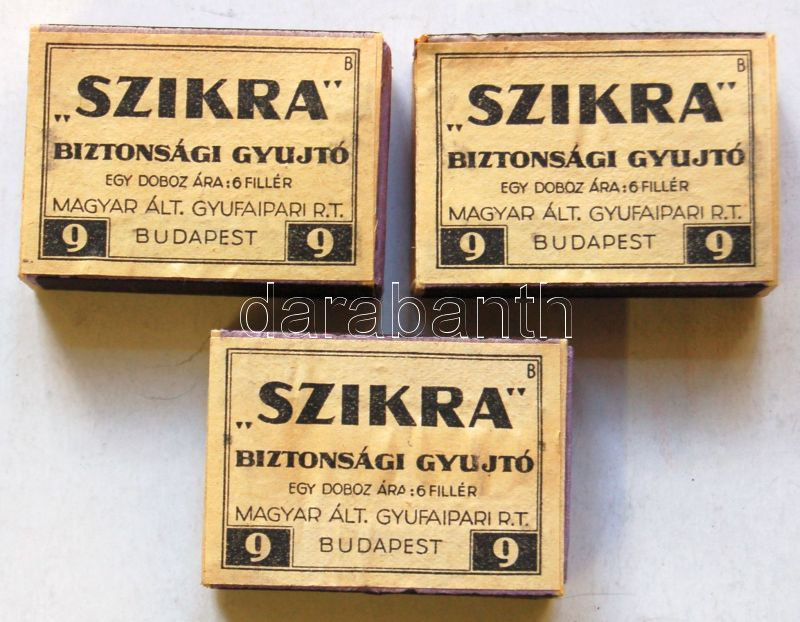 B
„SZIKRA"
BIZTONSÁGI GYUJTÓ
EGY DOBOZ ÁRA: 6 FILLÉR
MAGYAR ÁLT. GYUFAIPARI R.T.
9 BUDAPEST 9
B
„SZIKRA"
BIZTONSÁGI GYUJTÓ
EGY DOBOZ ÁRA: 6 FILLÉR
MAGYAR ÁLT. GYUFAIPARI R.T.
9 BUDAPEST 9
darabanth
B
„SZIKRA"
BIZTONSÁGI GYUJTÓ
EGY DOBOZ ÁRA: 6 FILLÉR
MAGYAR ÁLT. GYUFAIPARI R.T.
9 BUDAPEST 9